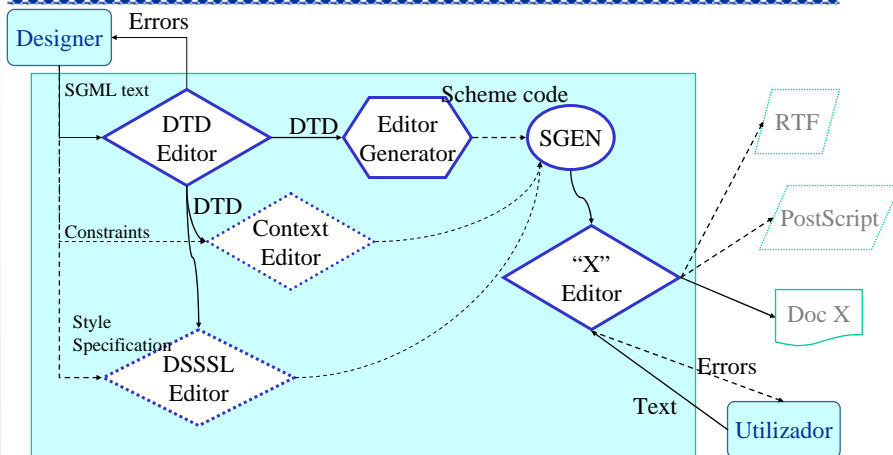 Errors
Designer
SGML text
Scheme code
DTD
Editor
DTD
Editor
Generator
SGEN
RTF
DTD
Constraints
Context
Editor
PostScript
“X”
Editor
Doc X
Style
Specification
DSSSL
Editor
Errors
Text
Utilizador